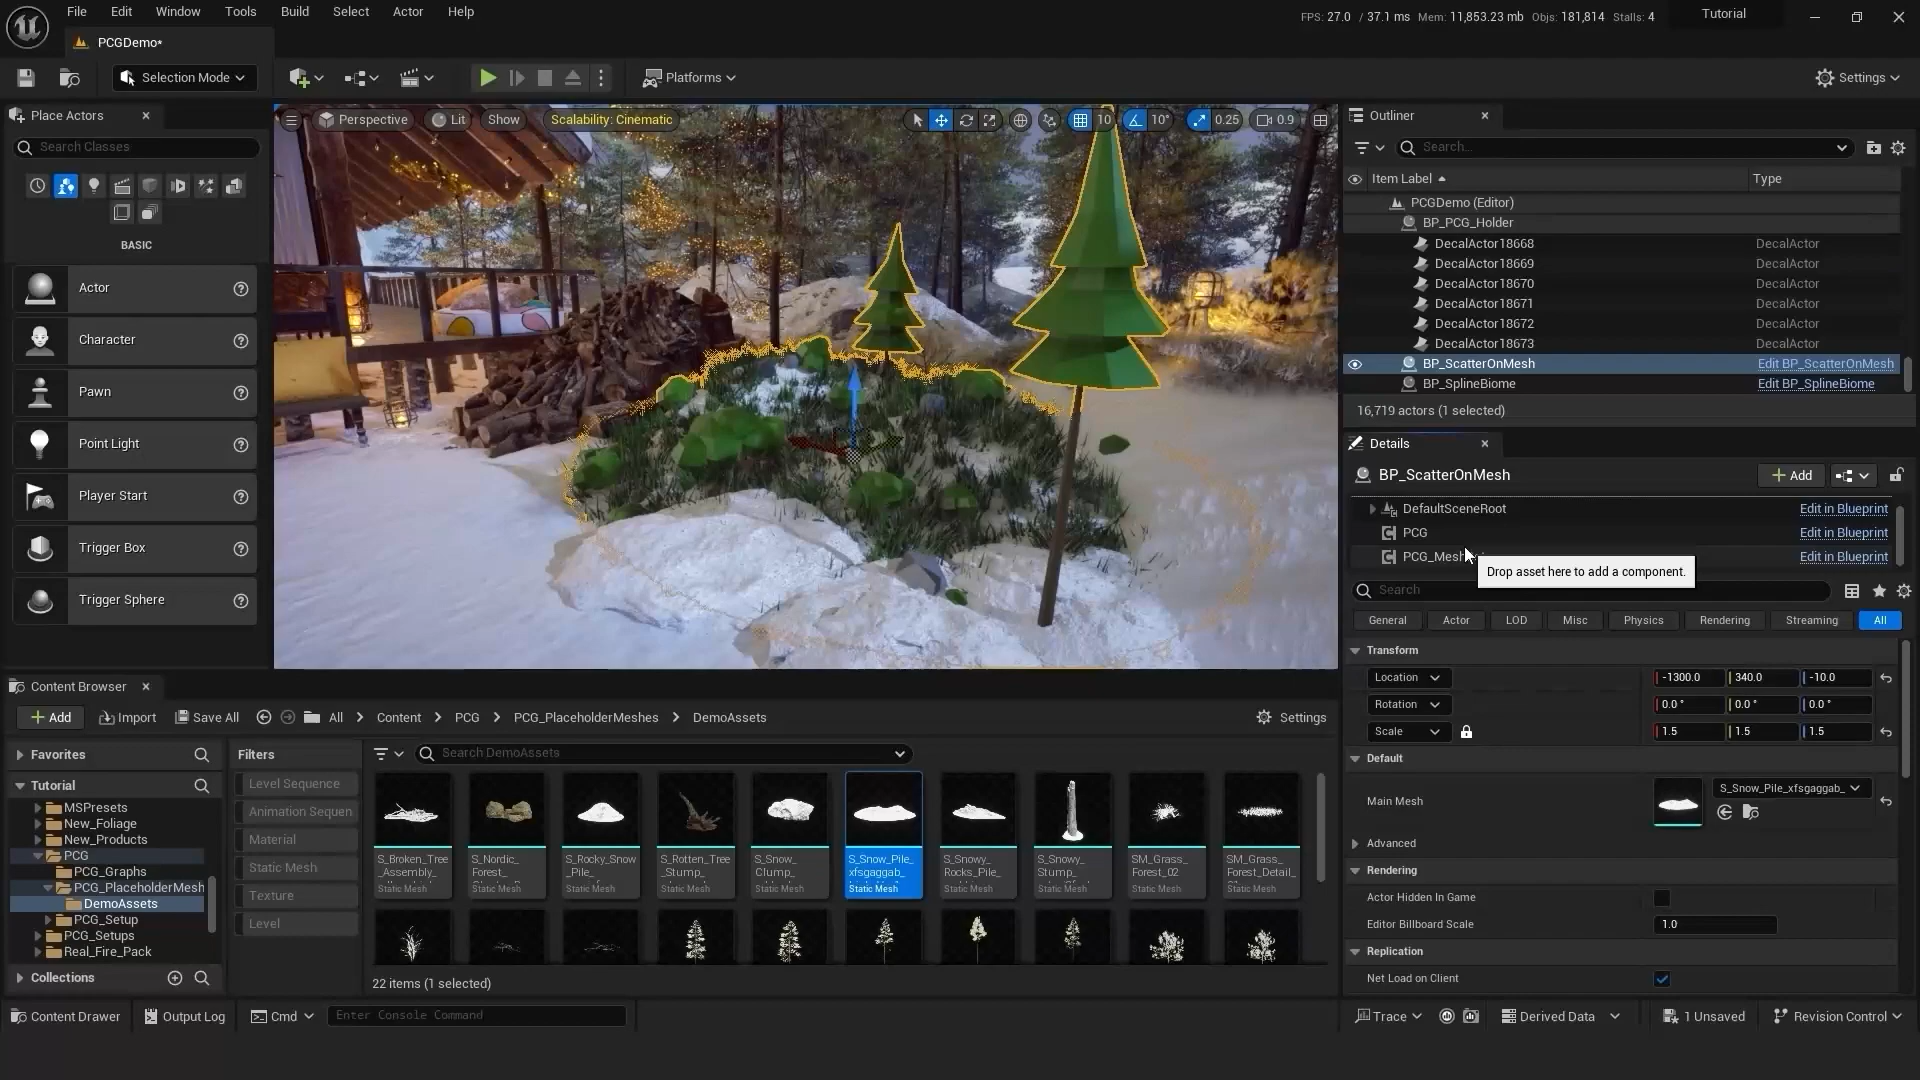 File Edit Window Tools Build Select Actor Help
FPS: 27.0 / 37.1 ms Mem: 11,853.23 mb Objs: 181,814 Stalls: 4
Tutorial
PCGDemo*
Selection Mode
Platforms
Settings
Place Actors
Search Classes
BASIC
Actor
Character
Pawn
Point Light
Player Start
Trigger Box
Trigger Sphere
Perspective Lit Show Scalability: Cinematic
10 10° 0.25 0.9
Outliner
Search...
Item Label Type
PCGDemo (Editor)
BP_PCG_Holder
DecalActor18668 DecalActor
DecalActor18669 DecalActor
DecalActor18670 DecalActor
DecalActor18671 DecalActor
DecalActor18672 DecalActor
DecalActor18673 DecalActor
BP_ScatterOnMesh Edit BP_ScatterOnMesh
BP_SplineBiome Edit BP_SplineBiome
16,719 actors (1 selected)
Details
BP_ScatterOnMesh
Add
DefaultSceneRoot Edit in Blueprint
PCG Edit in Blueprint
PCG_Mesh Edit in Blueprint
Drop asset here to add a component.
Search
General Actor LOD Misc Physics Rendering Streaming All
Transform
Location -1300.0 340.0 -10.0
Rotation 0.0° 0.0° 0.0°
Scale 1.5 1.5 1.5
Default
Main Mesh S_Snow_Pile_xfsgaggab_
Advanced
Rendering
Actor Hidden In Game
Editor Billboard Scale 1.0
Replication
Net Load on Client
Content Browser
Add Import Save All All Content PCG PCG_PlaceholderMeshes DemoAssets Settings
Favorites
Tutorial
MSPresets
New_Foliage
New_Products
PCG
PCG_Graphs
PCG_PlaceholderMesh
DemoAssets
PCG_Setup
PCG_Setups
Real_Fire_Pack
Collections
Filters
Level Sequence
Animation Sequen
Material
Static Mesh
Texture
Level
Search DemoAssets
S_Broken_Tree
_Assembly_
Static Mesh
S_Nordic_
Forest_
Static Mesh
S_Rocky_Snow
_Pile_
Static Mesh
S_Rotten_Tree
_Stump_
Static Mesh
S_Snow_
Clump_
Static Mesh
S_Snow_Pile_
xfsgaggab_
Static Mesh
S_Snowy_
Rocks_Pile_
Static Mesh
S_Snowy_
Stump_
Static Mesh
SM_Grass_
Forest_02
Static Mesh
SM_Grass_
Forest_Detail_
Static Mesh
22 items (1 selected)
Content Drawer Output Log Cmd Enter Console Command
Trace Derived Data 1 Unsaved Revision Control